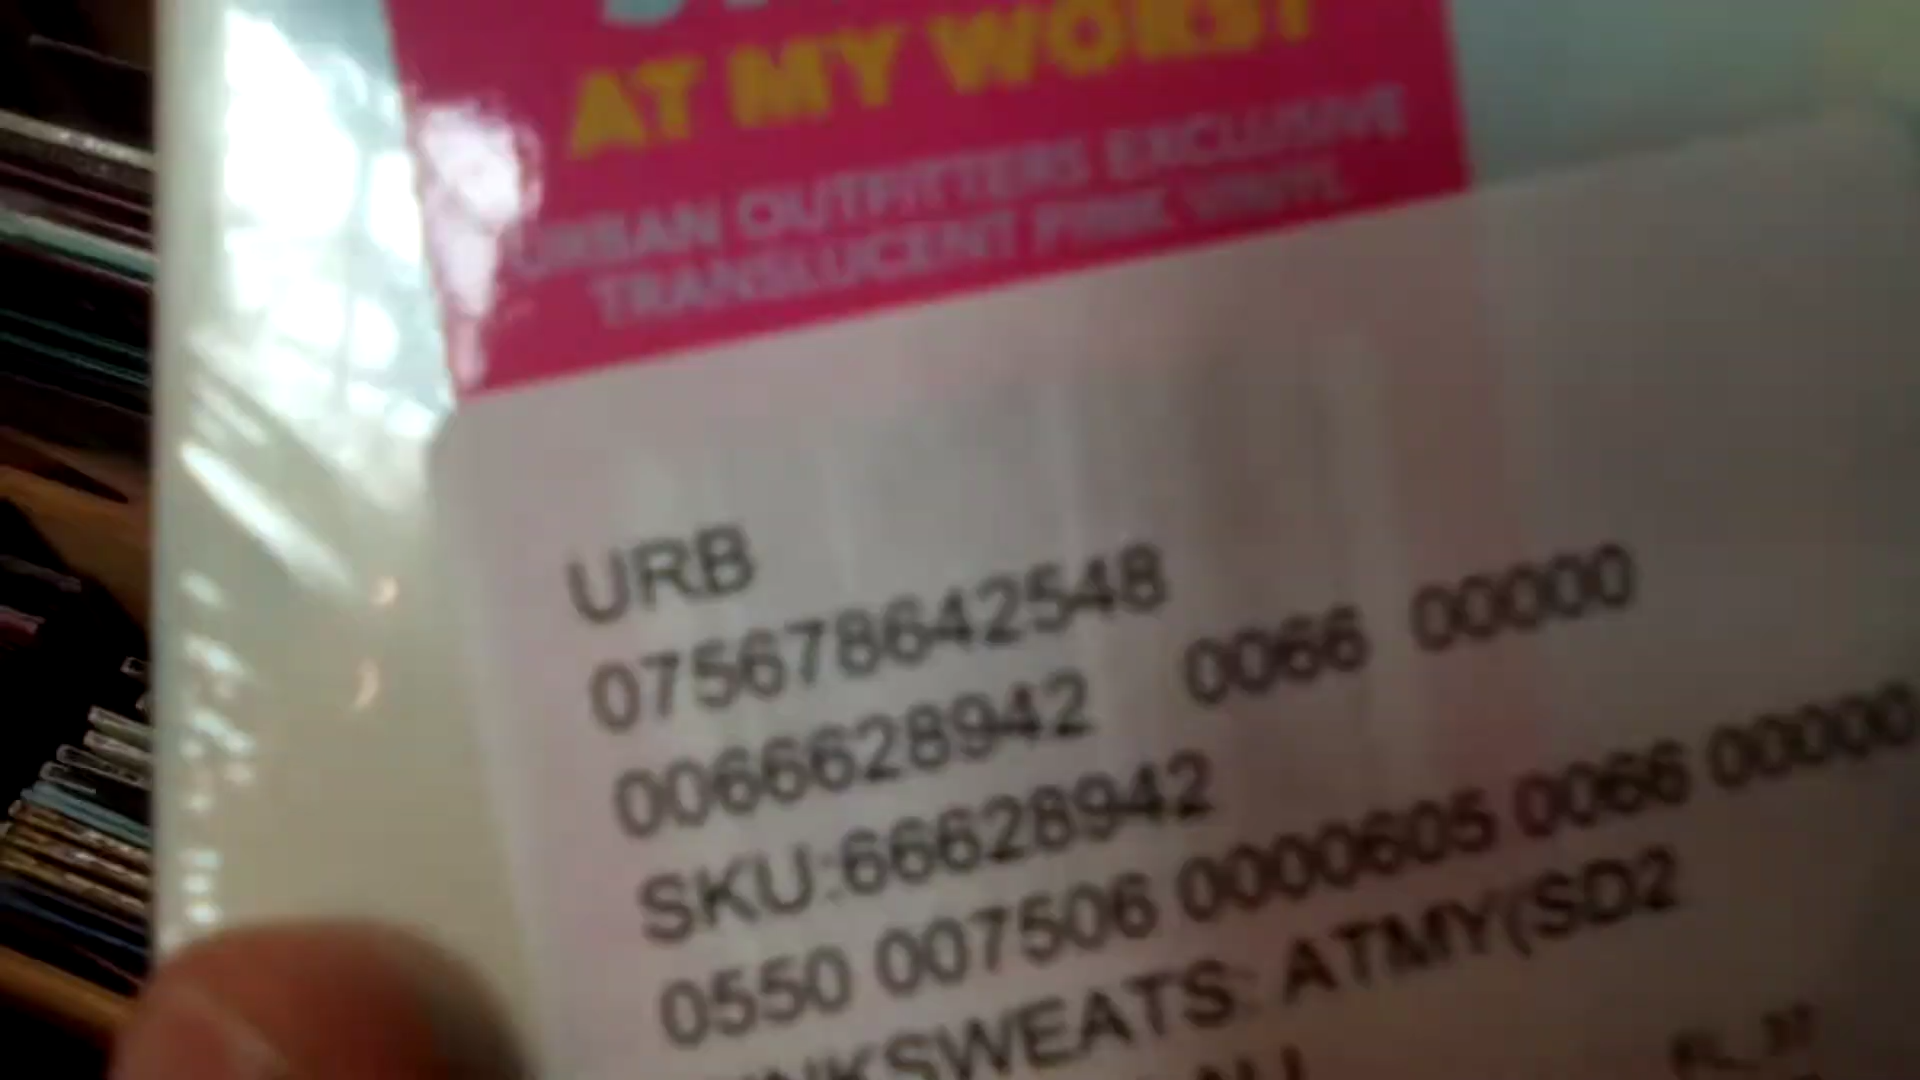 AT MY WORST
URBAN OUTFITTERS EXCLUSIVE
TRANSLUCENT PINK VINYL
URB
075678642548
0066628942 0066 00000
SKU:66628942
0550 007506 0000605 0066 00000
INKSWEATS: ATMY(SD2